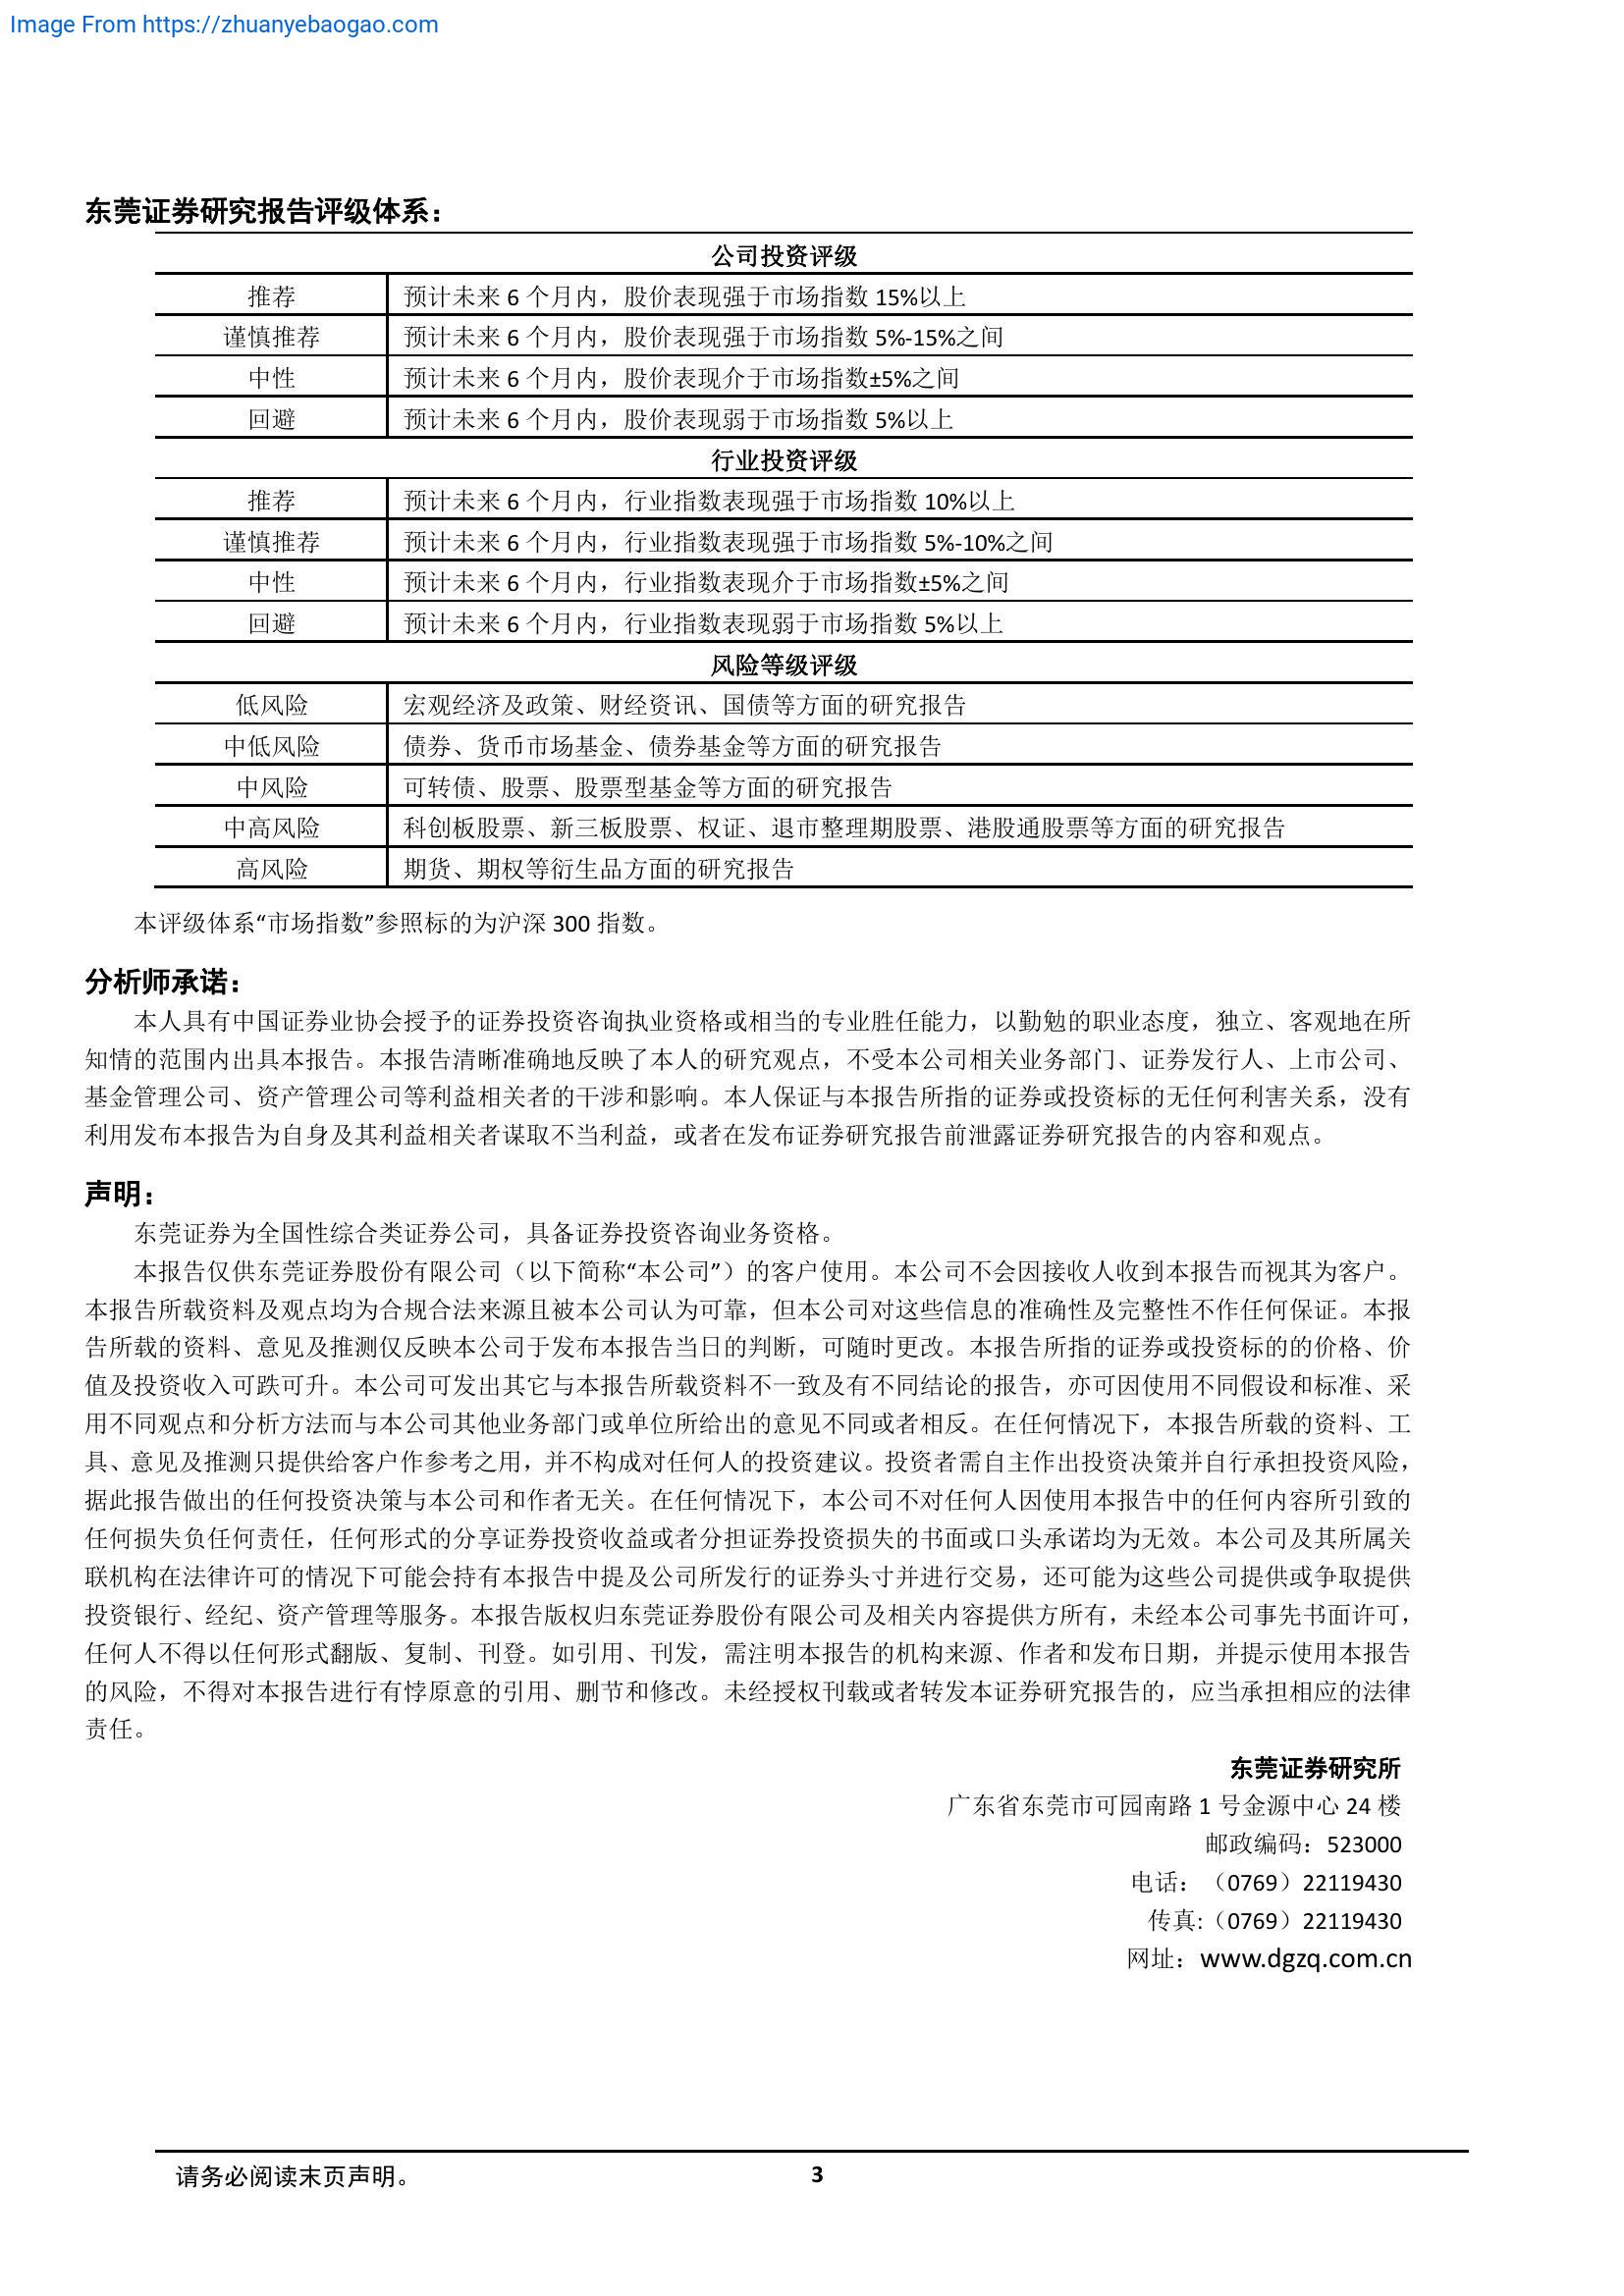 Image From https://zhuanyebaogao.com
东莞证券研究报告评级体系：
公司投资评级
推荐 预计未来 6 个月内，股价表现强于市场指数 15%以上
谨慎推荐 预计未来 6 个月内，股价表现强于市场指数 5%-15%之间
中性 预计未来 6 个月内，股价表现介于市场指数±5%之间
回避 预计未来 6 个月内，股价表现弱于市场指数 5%以上
行业投资评级
推荐 预计未来 6 个月内，行业指数表现强于市场指数 10%以上
谨慎推荐 预计未来 6 个月内，行业指数表现强于市场指数 5%-10%之间
中性 预计未来 6 个月内，行业指数表现介于市场指数±5%之间
回避 预计未来 6 个月内，行业指数表现弱于市场指数 5%以上
风险等级评级
低风险 宏观经济及政策、财经资讯、国债等方面的研究报告
中低风险 债券、货币市场基金、债券基金等方面的研究报告
中风险 可转债、股票、股票型基金等方面的研究报告
中高风险 科创板股票、新三板股票、权证、退市整理期股票、港股通股票等方面的研究报告
高风险 期货、期权等衍生品方面的研究报告
本评级体系“市场指数”参照标的为沪深 300 指数。
分析师承诺：
本人具有中国证券业协会授予的证券投资咨询执业资格或相当的专业胜任能力，以勤勉的职业态度，独立、客观地在所
知情的范围内出具本报告。本报告清晰准确地反映了本人的研究观点，不受本公司相关业务部门、证券发行人、上市公司、
基金管理公司、资产管理公司等利益相关者的干涉和影响。本人保证与本报告所指的证券或投资标的无任何利害关系，没有
利用发布本报告为自身及其利益相关者谋取不当利益，或者在发布证券研究报告前泄露证券研究报告的内容和观点。
声明：
东莞证券为全国性综合类证券公司，具备证券投资咨询业务资格。
本报告仅供东莞证券股份有限公司（以下简称“本公司”）的客户使用。本公司不会因接收人收到本报告而视其为客户。
本报告所载资料及观点均为合规合法来源且被本公司认为可靠，但本公司对这些信息的准确性及完整性不作任何保证。本报
告所载的资料、意见及推测仅反映本公司于发布本报告当日的判断，可随时更改。本报告所指的证券或投资标的的价格、价
值及投资收入可跌可升。本公司可发出其它与本报告所载资料不一致及有不同结论的报告，亦可因使用不同假设和标准、采
用不同观点和分析方法而与本公司其他业务部门或单位所给出的意见不同或者相反。在任何情况下，本报告所载的资料、工
具、意见及推测只提供给客户作参考之用，并不构成对任何人的投资建议。投资者需自主作出投资决策并自行承担投资风险，
据此报告做出的任何投资决策与本公司和作者无关。在任何情况下，本公司不对任何人因使用本报告中的任何内容所引致的
任何损失负任何责任，任何形式的分享证券投资收益或者分担证券投资损失的书面或口头承诺均为无效。本公司及其所属关
联机构在法律许可的情况下可能会持有本报告中提及公司所发行的证券头寸并进行交易，还可能为这些公司提供或争取提供
投资银行、经纪、资产管理等服务。本报告版权归东莞证券股份有限公司及相关内容提供方所有，未经本公司事先书面许可，
任何人不得以任何形式翻版、复制、刊登。如引用、刊发，需注明本报告的机构来源、作者和发布日期，并提示使用本报告
的风险，不得对本报告进行有悖原意的引用、删节和修改。未经授权刊载或者转发本证券研究报告的，应当承担相应的法律
责任。
东莞证券研究所
广东省东莞市可园南路 1 号金源中心 24 楼
邮政编码：523000
电话：（0769）22119430
传真:（0769）22119430
网址：www.dgzq.com.cn
请务必阅读末页声明。 3